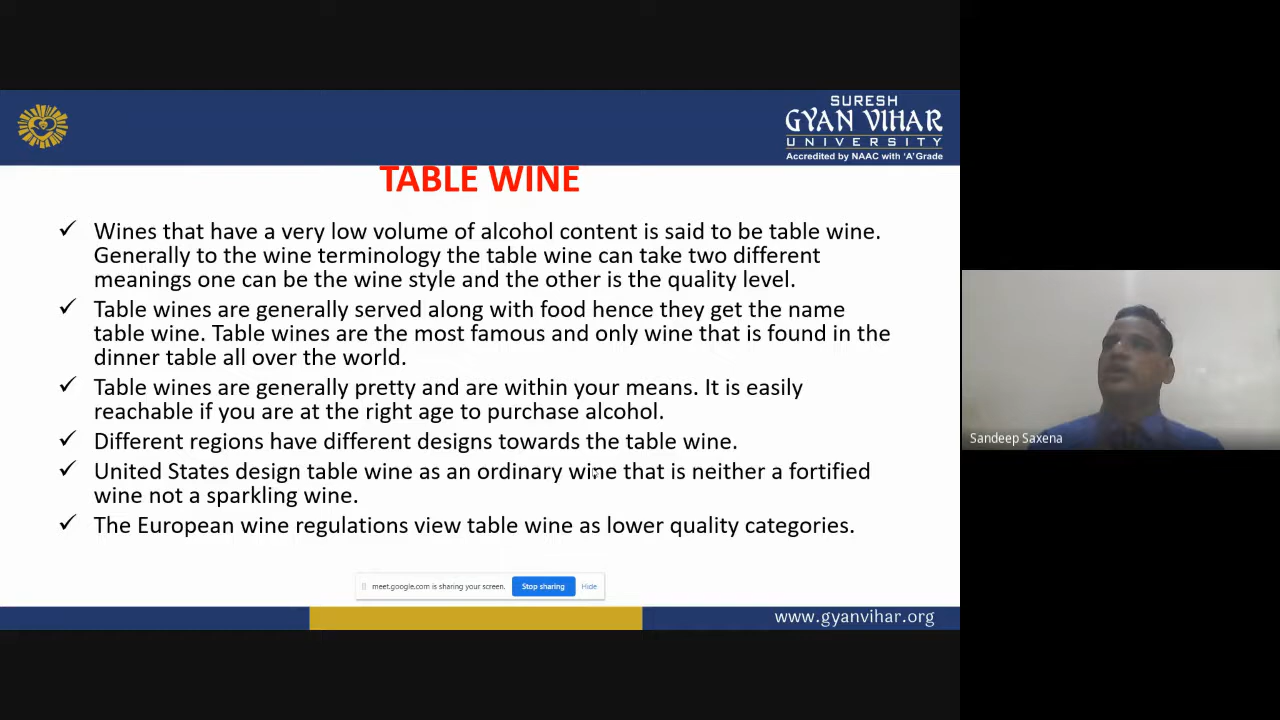 SURESH
GYAN VIHAR
UNIVERSITY
Accredited by NAAC with 'A' Grade
TABLE WINE
✓ Wines that have a very low volume of alcohol content is said to be table wine.
Generally to the wine terminology the table wine can take two different
meanings one can be the wine style and the other is the quality level.
✓ Table wines are generally served along with food hence they get the name
table wine. Table wines are the most famous and only wine that is found in the
dinner table all over the world.
✓ Table wines are generally pretty and are within your means. It is easily
reachable if you are at the right age to purchase alcohol.
✓ Different regions have different designs towards the table wine.
✓ United States design table wine as an ordinary wine that is neither a fortified
wine not a sparkling wine.
✓ The European wine regulations view table wine as lower quality categories.
Sandeep Saxena
meet.google.com is sharing your screen. Stop sharing Hide
www.gyanvihar.org